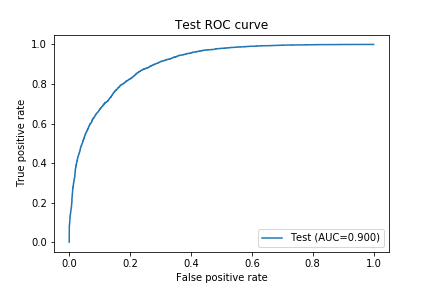 Test ROC curve
1.0
0.8
0.6
0.4
0.2
0.0
True positive rate
Test (AUC=0.900)
0.0 0.2 0.4 0.6 0.8 1.0
False positive rate